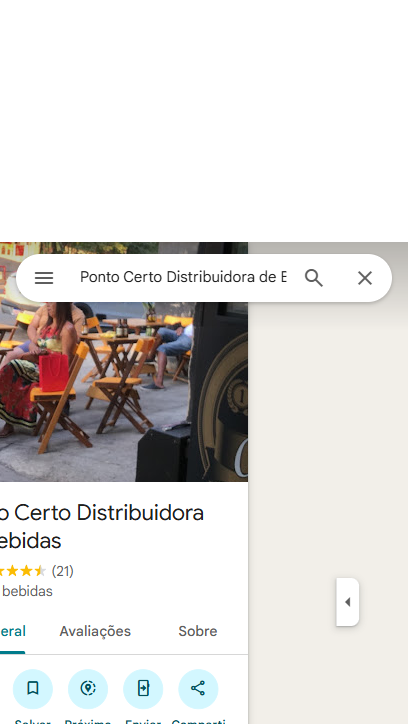 Ponto Certo Distribuidora de B
o Certo Distribuidora
ebidas
(21)
bebidas
eral Avaliações Sobre
Salvar Próximo Enviar Comparti